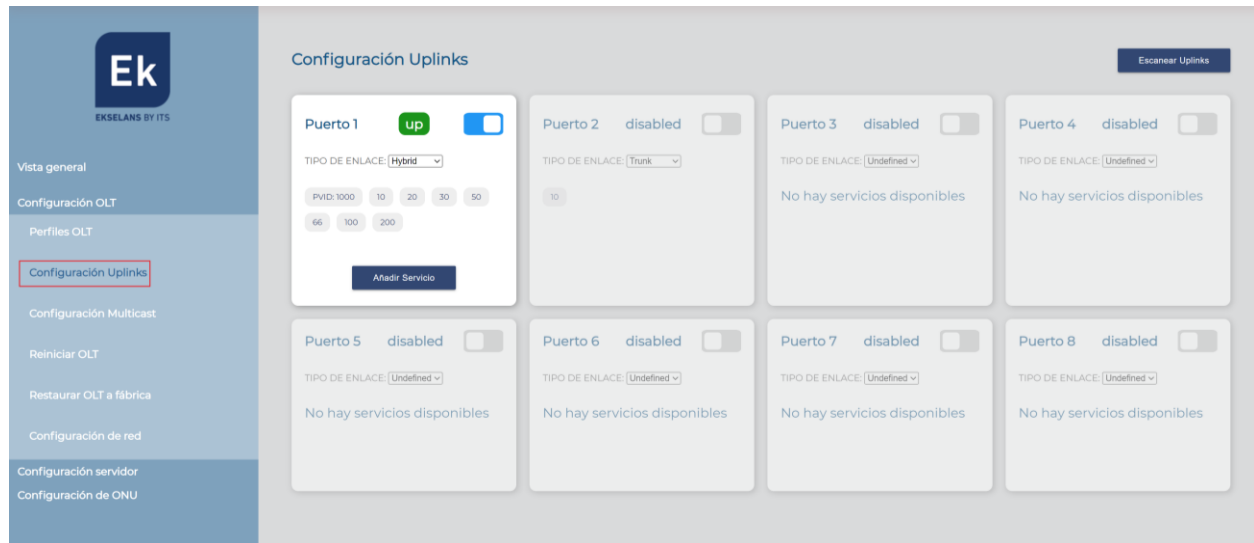 Ek
EKSELANS BY ITS
Vista general
Configuración OLT
Perfiles OLT
Configuración Uplinks
Configuración Multicast
Reiniciar OLT
Restaurar OLT a fábrica
Configuración de red
Configuración servidor
Configuración de ONU
Configuración Uplinks
Escanear Uplinks
Puerto 1 up
TIPO DE ENLACE: Hybrid
PVID: 1000 10 20 30 50
66 100 200
Añadir Servicio
Puerto 2 disabled
TIPO DE ENLACE: Trunk
10
Puerto 3 disabled
TIPO DE ENLACE: Undefined
No hay servicios disponibles
Puerto 4 disabled
TIPO DE ENLACE: Undefined
No hay servicios disponibles
Puerto 5 disabled
TIPO DE ENLACE: Undefined
No hay servicios disponibles
Puerto 6 disabled
TIPO DE ENLACE: Undefined
No hay servicios disponibles
Puerto 7 disabled
TIPO DE ENLACE: Undefined
No hay servicios disponibles
Puerto 8 disabled
TIPO DE ENLACE: Undefined
No hay servicios disponibles